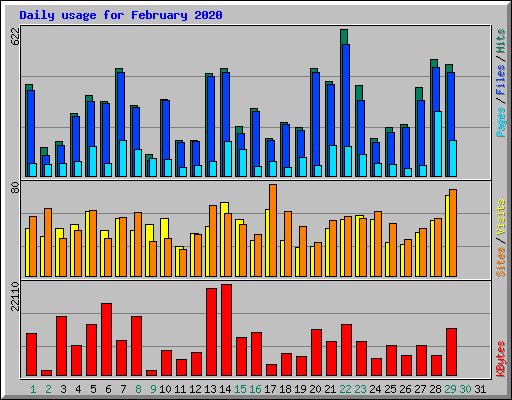 Daily usage for February 2020
622
Pages / Files / Hits
80
Sites / Visits
22110
KBytes
1 2 3 4 5 6 7 8 9 10 11 12 13 14 15 16 17 18 19 20 21 22 23 24 25 26 27 28 29 30 31